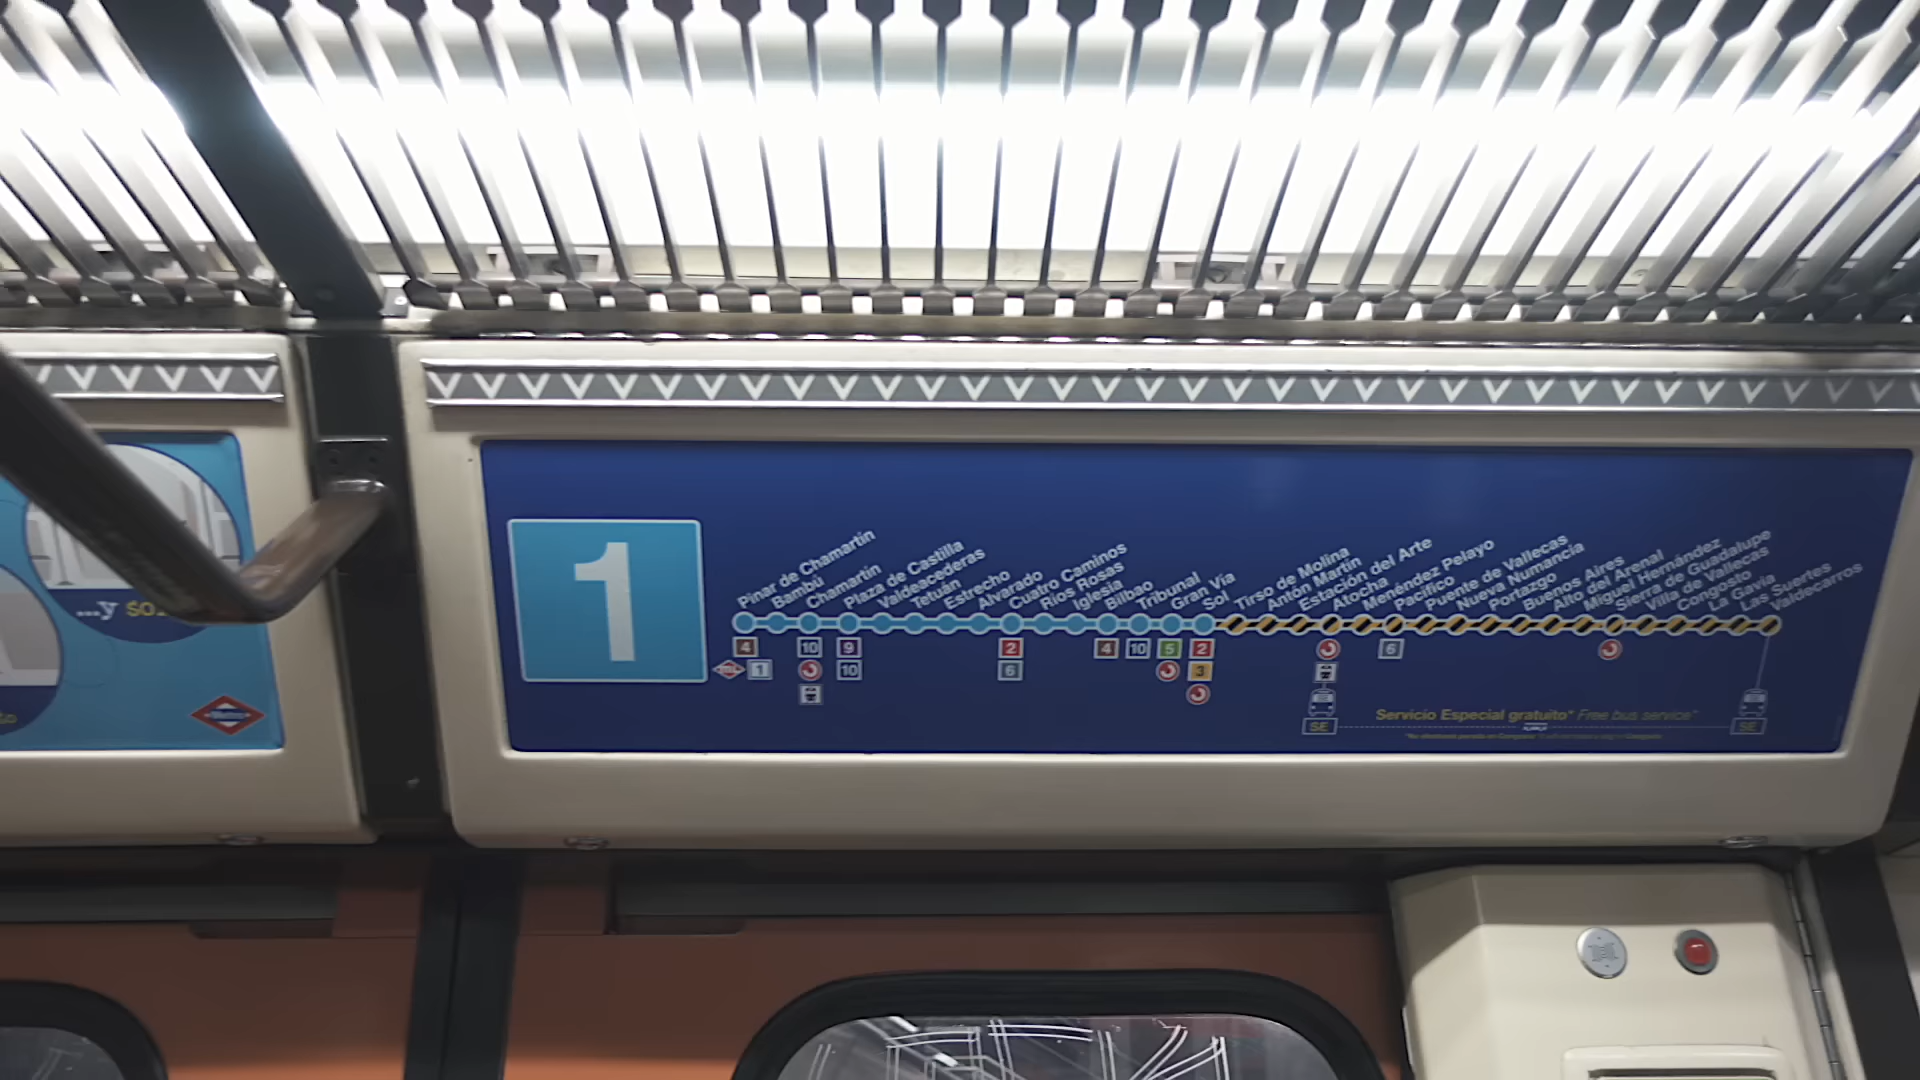 ...y
Metro
1
Pinar de Chamartín
Bambú
Chamartín
Plaza de Castilla
Valdeacederas
Tetuán
Estrecho
Alvarado
Cuatro Caminos
Ríos Rosas
Iglesia
Bilbao
Tribunal
Gran Vía
Sol
Tirso de Molina
Antón Martín
Estación del Arte
Atocha
Menéndez Pelayo
Pacífico
Puente de Vallecas
Nueva Numancia
Portazgo
Buenos Aires
Alto del Arenal
Miguel Hernández
Sierra de Guadalupe
Villa de Vallecas
Congosto
La Gavia
Las Suertes
Valdecarros
4 10 9 2 4 10 5 2 6
ML 1 10 6 3
Servicio Especial gratuito* Free bus service*
SE SE